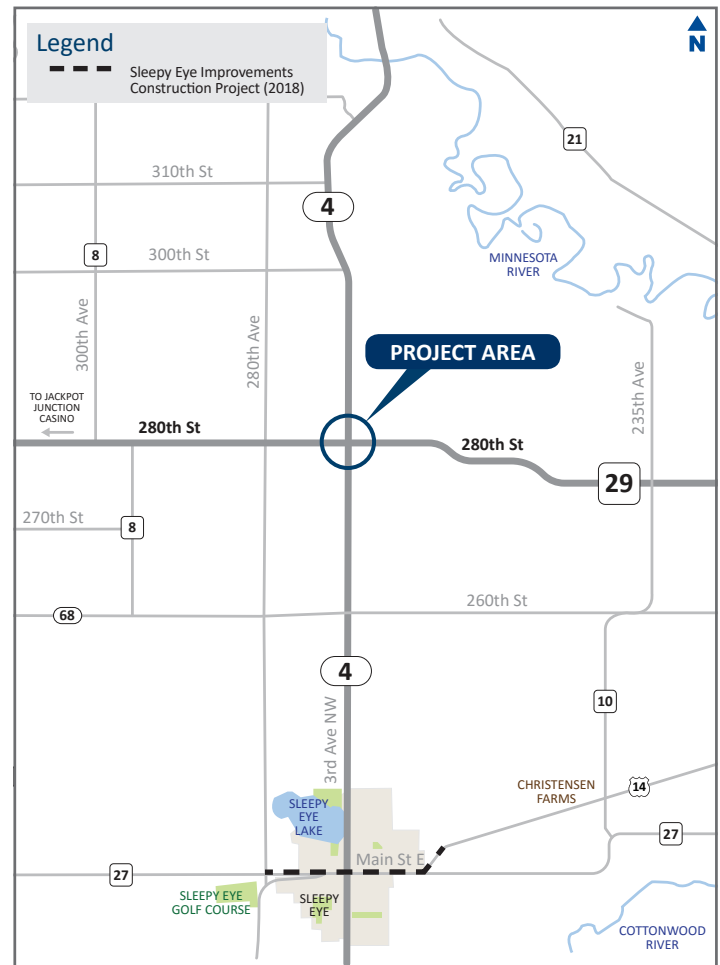 Legend
Sleepy Eye Improvements
Construction Project (2018)
N
21
310th St
4
MINNESOTA
RIVER
8
300th St
300th Ave
280th Ave
PROJECT AREA
235th Ave
TO JACKPOT
JUNCTION
CASINO
280th St
280th St
29
270th St
8
68
260th St
4
3rd Ave NW
10
CHRISTENSEN
FARMS
14
SLEEPY
EYE
LAKE
27
Main St E
27
SLEEPY EYE
GOLF COURSE
SLEEPY
EYE
COTTONWOOD
RIVER